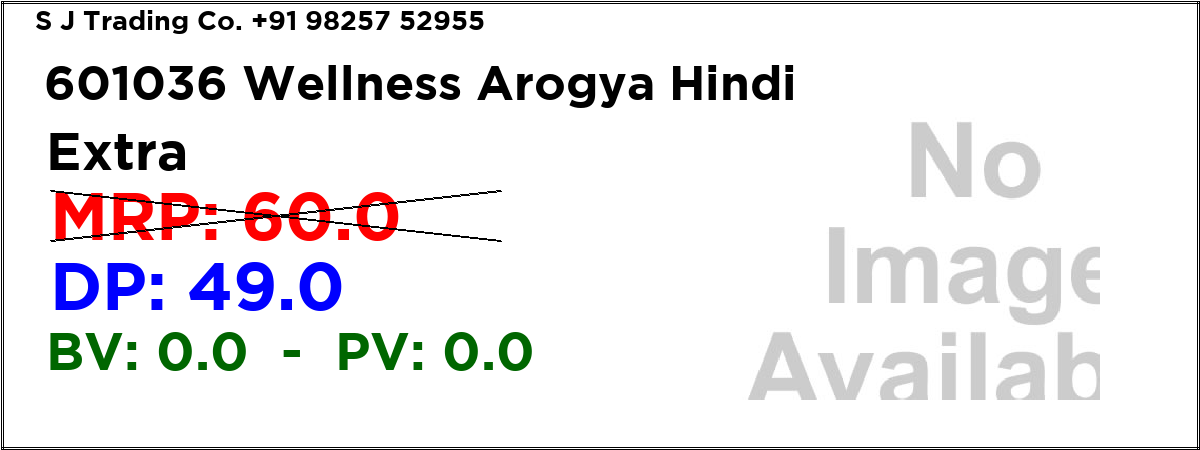 S J Trading Co. +91 98257 52955
601036 Wellness Arogya Hindi
Extra
MRP: 60.0
DP: 49.0
BV: 0.0 - PV: 0.0
No
Image
Availab